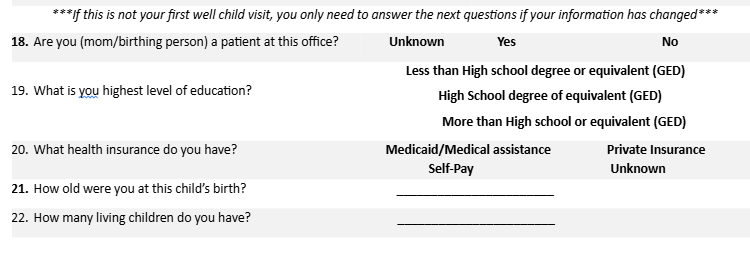 ***If this is not your first well child visit, you only need to answer the next questions if your information has changed***
18. Are you (mom/birthing person) a patient at this office? Unknown Yes No
Less than High school degree or equivalent (GED)
19. What is you highest level of education?
High School degree of equivalent (GED)
More than High school or equivalent (GED)
20. What health insurance do you have? Medicaid/Medical assistance Private Insurance
Self-Pay Unknown
21. How old were you at this child's birth?
22. How many living children do you have?